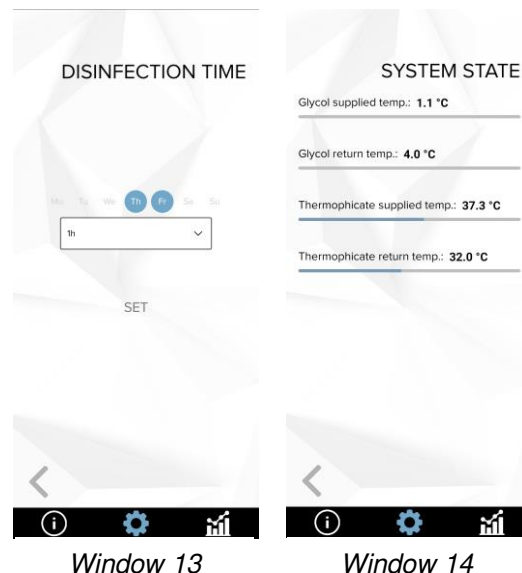 DISINFECTION TIME
Mo Tu We Th Fr Sa Su
1h
SET
Window 13
SYSTEM STATE
Glycol supplied temp.: 1.1 °C
Glycol return temp.: 4.0 °C
Thermophicate supplied temp.: 37.3 °C
Thermophicate return temp.: 32.0 °C
Window 14